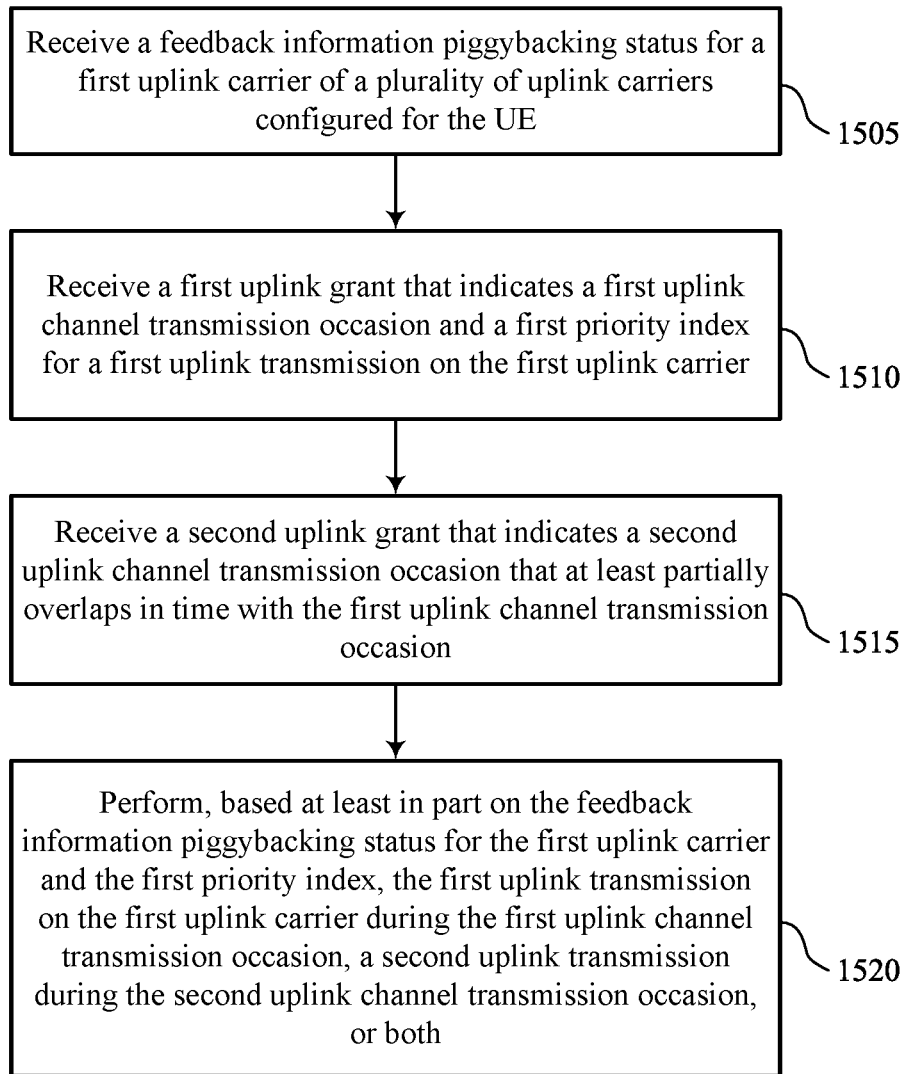 Receive a feedback information piggybacking status for a
first uplink carrier of a plurality of uplink carriers
configured for the UE
1505
Receive a first uplink grant that indicates a first uplink
channel transmission occasion and a first priority index
for a first uplink transmission on the first uplink carrier
1510
Receive a second uplink grant that indicates a second
uplink channel transmission occasion that at least partially
overlaps in time with the first uplink channel transmission
occasion
1515
Perform, based at least in part on the feedback
information piggybacking status for the first uplink carrier
and the first priority index, the first uplink transmission
on the first uplink carrier during the first uplink channel
transmission occasion, a second uplink transmission
during the second uplink channel transmission occasion,
or both
1520